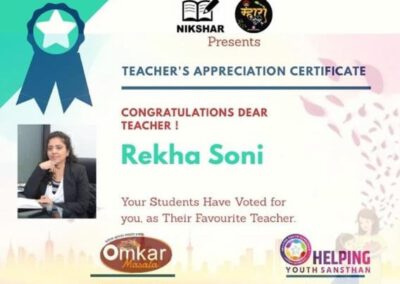 NIKSHAR
म्हारो
Presents
TEACHER'S APPRECIATION CERTIFICATE
CONGRATULATIONS DEAR
TEACHER !
Rekha Soni
Your Students Have Voted for
you, as Their Favourite Teacher.
Omkar
Masala
HELPING
YOUTH SANSTHAN